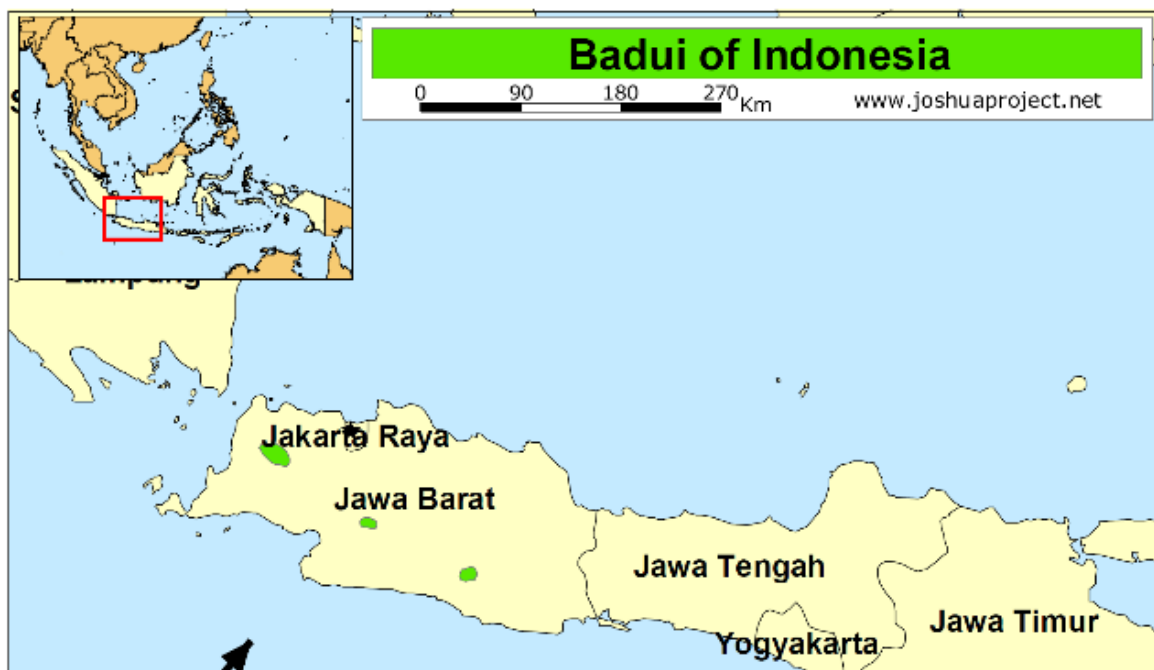 Badui of Indonesia
0 90 180 270 Km
www.joshuaproject.net
Lampung
Jakarta Raya
Jawa Barat
Jawa Tengah
Yogyakarta
Jawa Timur